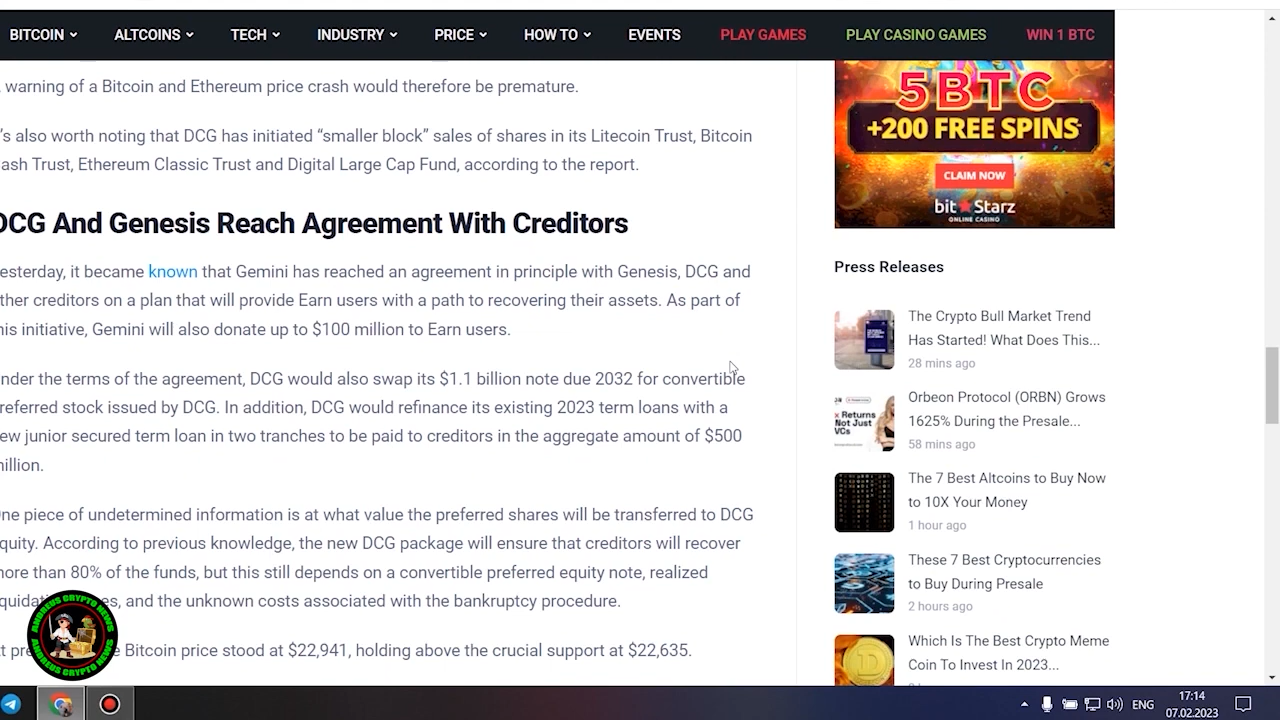 BITCOIN ALTCOINS TECH INDUSTRY PRICE HOW TO EVENTS PLAY GAMES PLAY CASINO GAMES WIN 1 BTC
warning of a Bitcoin and Ethereum price crash would therefore be premature.
's also worth noting that DCG has initiated “smaller block” sales of shares in its Litecoin Trust, Bitcoin
ash Trust, Ethereum Classic Trust and Digital Large Cap Fund, according to the report.
DCG And Genesis Reach Agreement With Creditors
esterday, it became known that Gemini has reached an agreement in principle with Genesis, DCG and
ther creditors on a plan that will provide Earn users with a path to recovering their assets. As part of
his initiative, Gemini will also donate up to $100 million to Earn users.
nder the terms of the agreement, DCG would also swap its $1.1 billion note due 2032 for convertible
referred stock issued by DCG. In addition, DCG would refinance its existing 2023 term loans with a
ew junior secured term loan in two tranches to be paid to creditors in the aggregate amount of $500
illion.
One piece of undetermined information is at what value the preferred shares will be transferred to DCG
quity. According to previous knowledge, the new DCG package will ensure that creditors will recover
more than 80% of the funds, but this still depends on a convertible preferred equity note, realized
and the unknown costs associated with the bankruptcy procedure.
Bitcoin price stood at $22,941, holding above the crucial support at $22,635.
5BTC
+200 FREE SPINS
CLAIM NOW
bitStarz
ONLINE CASINO
Press Releases
The Crypto Bull Market Trend
Has Started! What Does This...
28 mins ago
x Returns
Not Just
VCs
Orbeon Protocol (ORBN) Grows
1625% During the Presale...
58 mins ago
The 7 Best Altcoins to Buy Now
to 10X Your Money
1 hour ago
These 7 Best Cryptocurrencies
to Buy During Presale
2 hours ago
Which Is The Best Crypto Meme
Coin To Invest In 2023...
ANDREUS CRYPTO NEWS
ANDREUS CRYPTO NEWS
ENG
17:14
07.02.2023